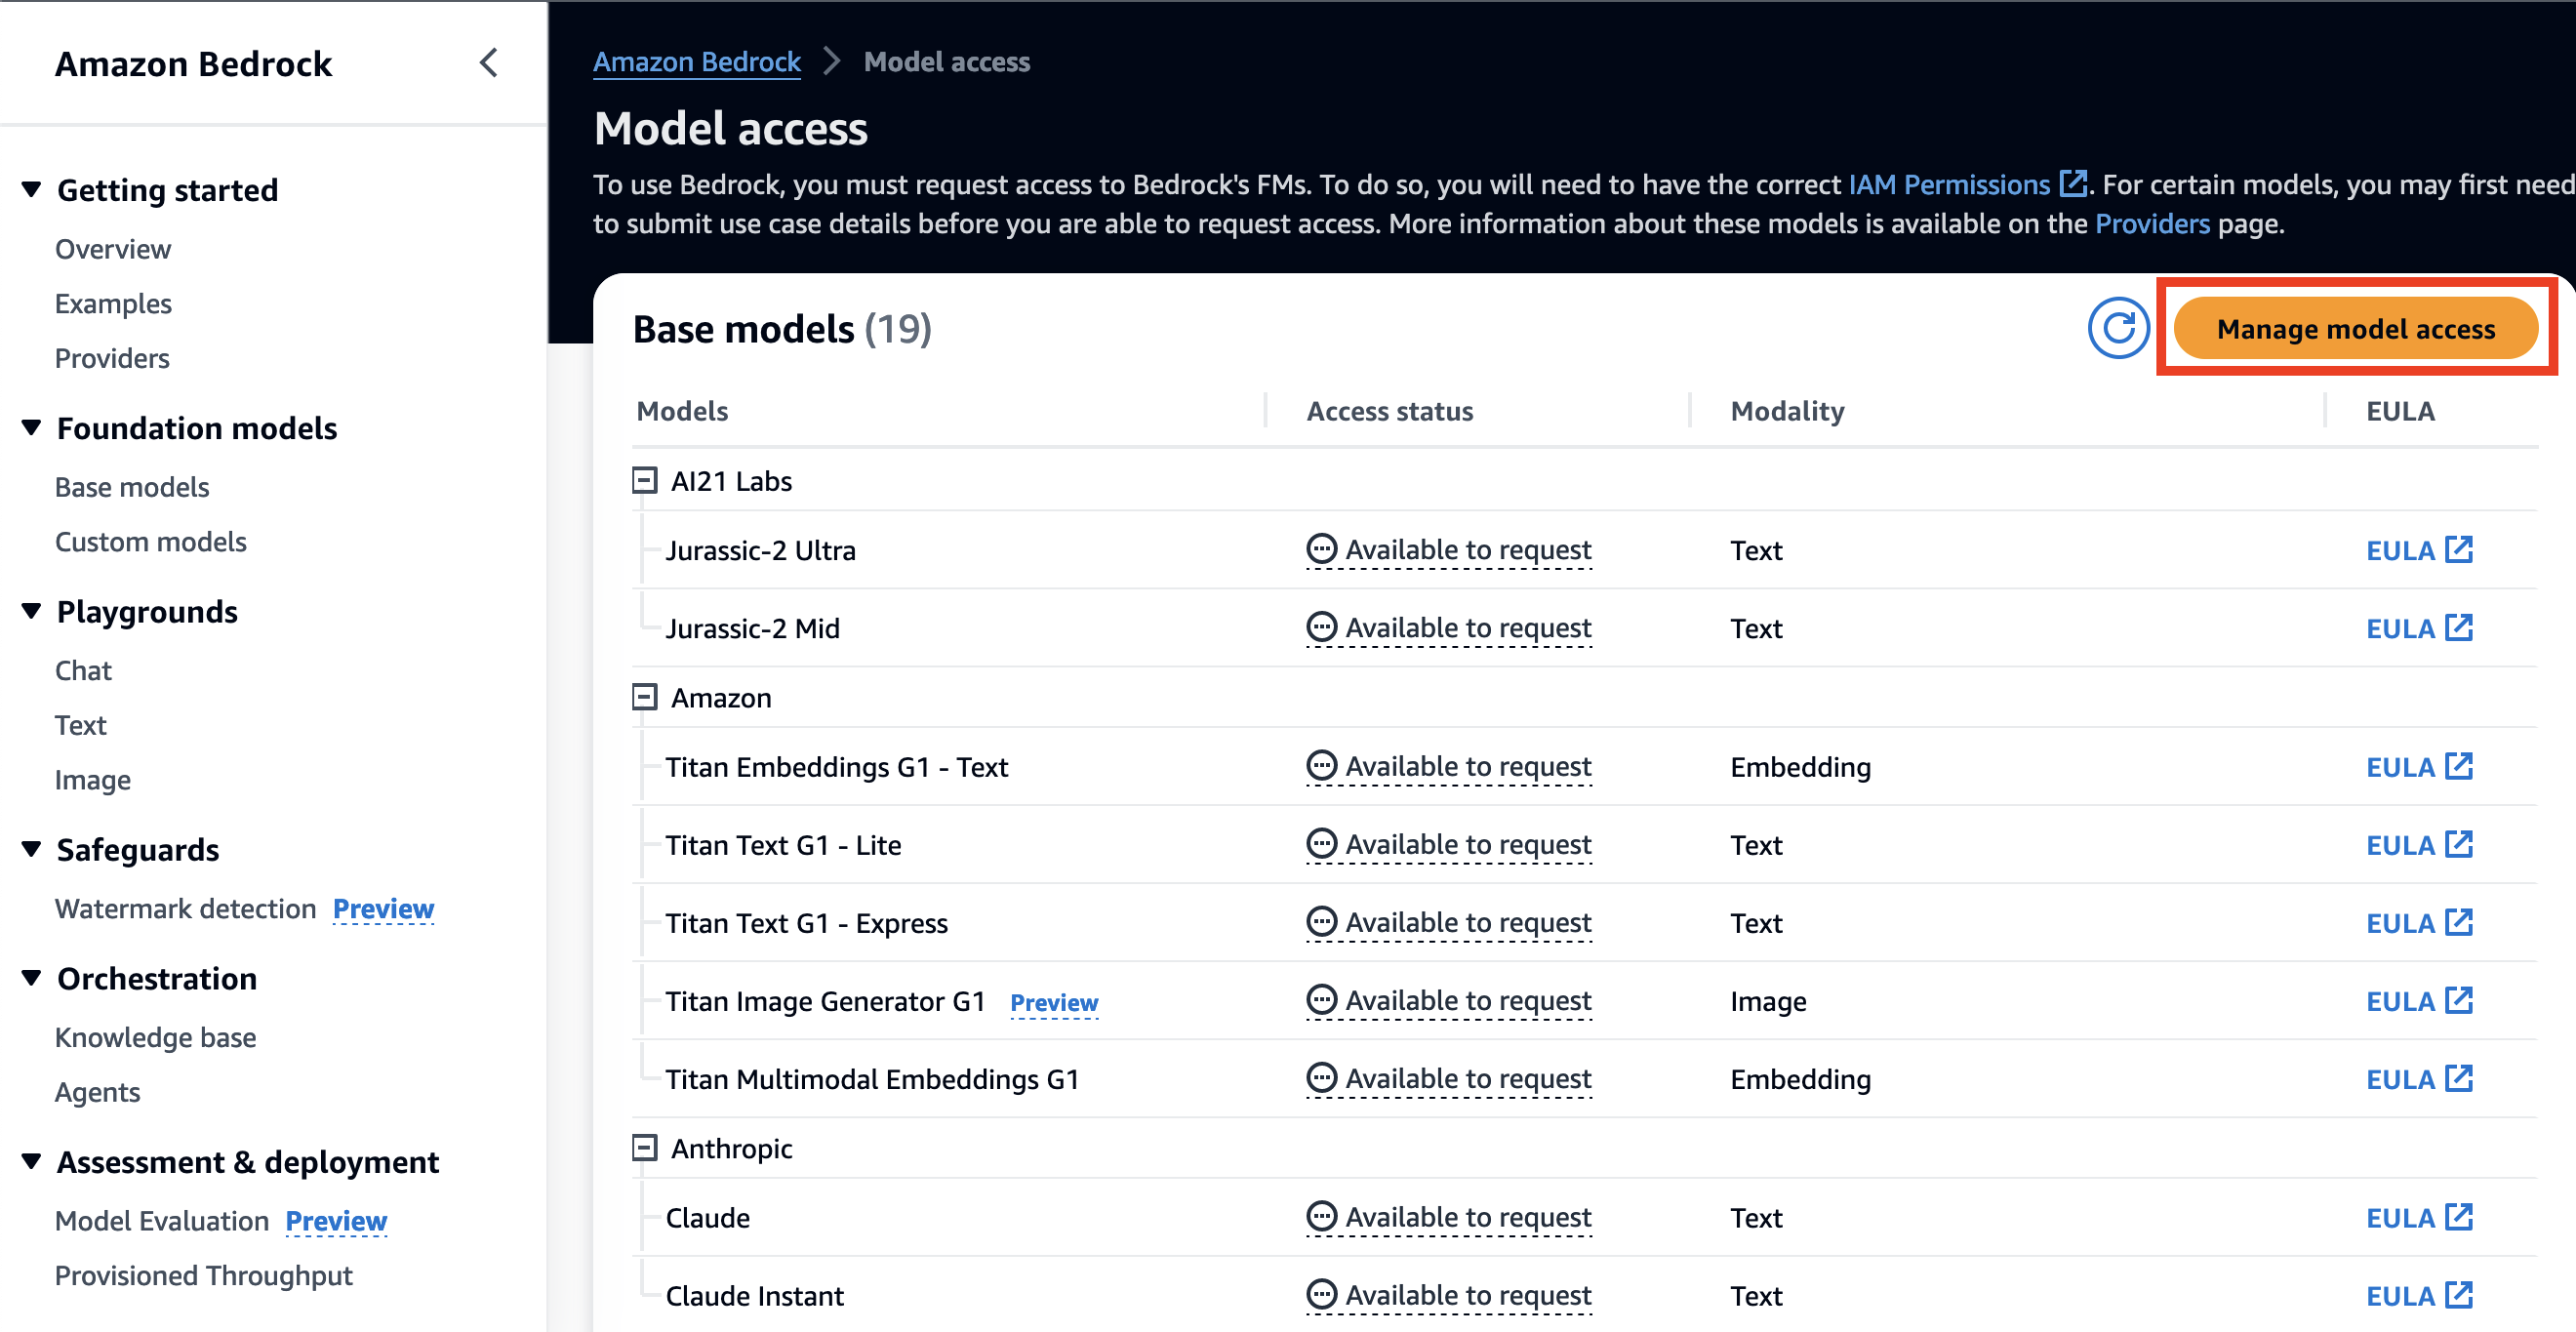 Amazon Bedrock
Getting started
Overview
Examples
Providers
Foundation models
Base models
Custom models
Playgrounds
Chat
Text
Image
Safeguards
Watermark detection Preview
Orchestration
Knowledge base
Agents
Assessment & deployment
Model Evaluation Preview
Provisioned Throughput
Amazon Bedrock > Model access
Model access
To use Bedrock, you must request access to Bedrock's FMs. To do so, you will need to have the correct IAM Permissions. For certain models, you may first need
to submit use case details before you are able to request access. More information about these models is available on the Providers page.
Base models (19) Manage model access
Models Access status Modality EULA
AI21 Labs
Jurassic-2 Ultra Available to request Text EULA
Jurassic-2 Mid Available to request Text EULA
Amazon
Titan Embeddings G1 - Text Available to request Embedding EULA
Titan Text G1 - Lite Available to request Text EULA
Titan Text G1 - Express Available to request Text EULA
Titan Image Generator G1 Preview Available to request Image EULA
Titan Multimodal Embeddings G1 Available to request Embedding EULA
Anthropic
Claude Available to request Text EULA
Claude Instant Available to request Text EULA